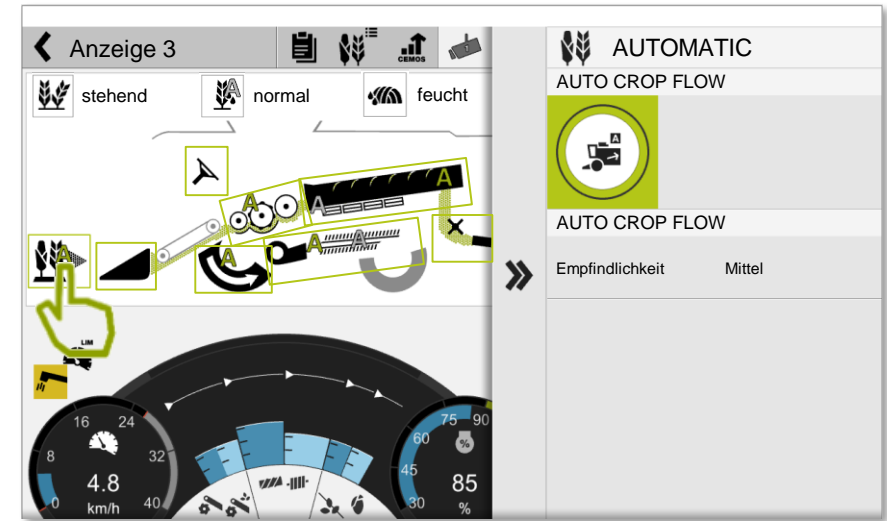 Anzeige 3
CEMOS
AUTOMATIC
stehend
A
normal
feucht
AUTO CROP FLOW
A
A
A
A
A
A
A
A
AUTO CROP FLOW
Empfindlichkeit Mittel
LIM
0
8
16
24
32
40
4.8
km/h
30
45
60
75
90
%
85
%